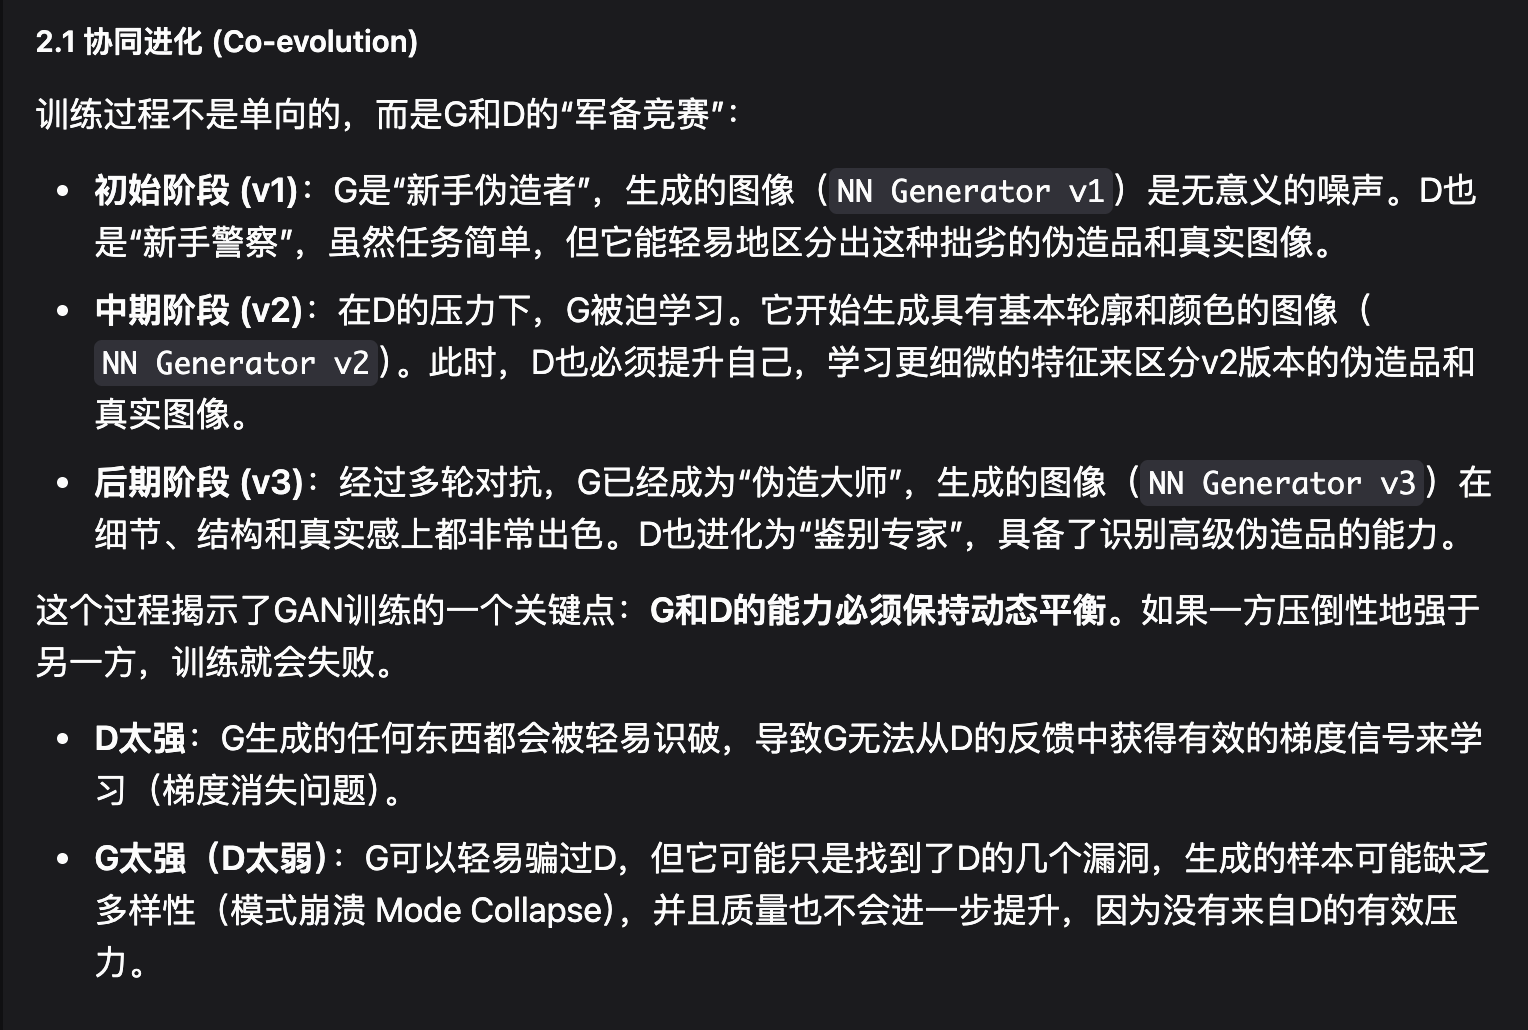 2.1 协同进化 (Co-evolution)
训练过程不是单向的，而是G和D的“军备竞赛”：
• 初始阶段 (v1)：G是“新手伪造者”，生成的图像（NN Generator v1）是无意义的噪声。D也
是“新手警察”，虽然任务简单，但它能轻易地区分出这种拙劣的伪造品和真实图像。
• 中期阶段 (v2)：在D的压力下，G被迫学习。它开始生成具有基本轮廓和颜色的图像（
NN Generator v2）。此时，D也必须提升自己，学习更细微的特征来区分v2版本的伪造品和
真实图像。
• 后期阶段 (v3)：经过多轮对抗，G已经成为“伪造大师”，生成的图像（NN Generator v3）在
细节、结构和真实感上都非常出色。D也进化为“鉴别专家”，具备了识别高级伪造品的能力。
这个过程揭示了GAN训练的一个关键点：G和D的能力必须保持动态平衡。如果一方压倒性地强于
另一方，训练就会失败。
• D太强：G生成的任何东西都会被轻易识破，导致G无法从D的反馈中获得有效的梯度信号来学
习（梯度消失问题）。
• G太强（D太弱）：G可以轻易骗过D，但它可能只是找到了D的几个漏洞，生成的样本可能缺乏
多样性（模式崩溃 Mode Collapse），并且质量也不会进一步提升，因为没有来自D的有效压
力。